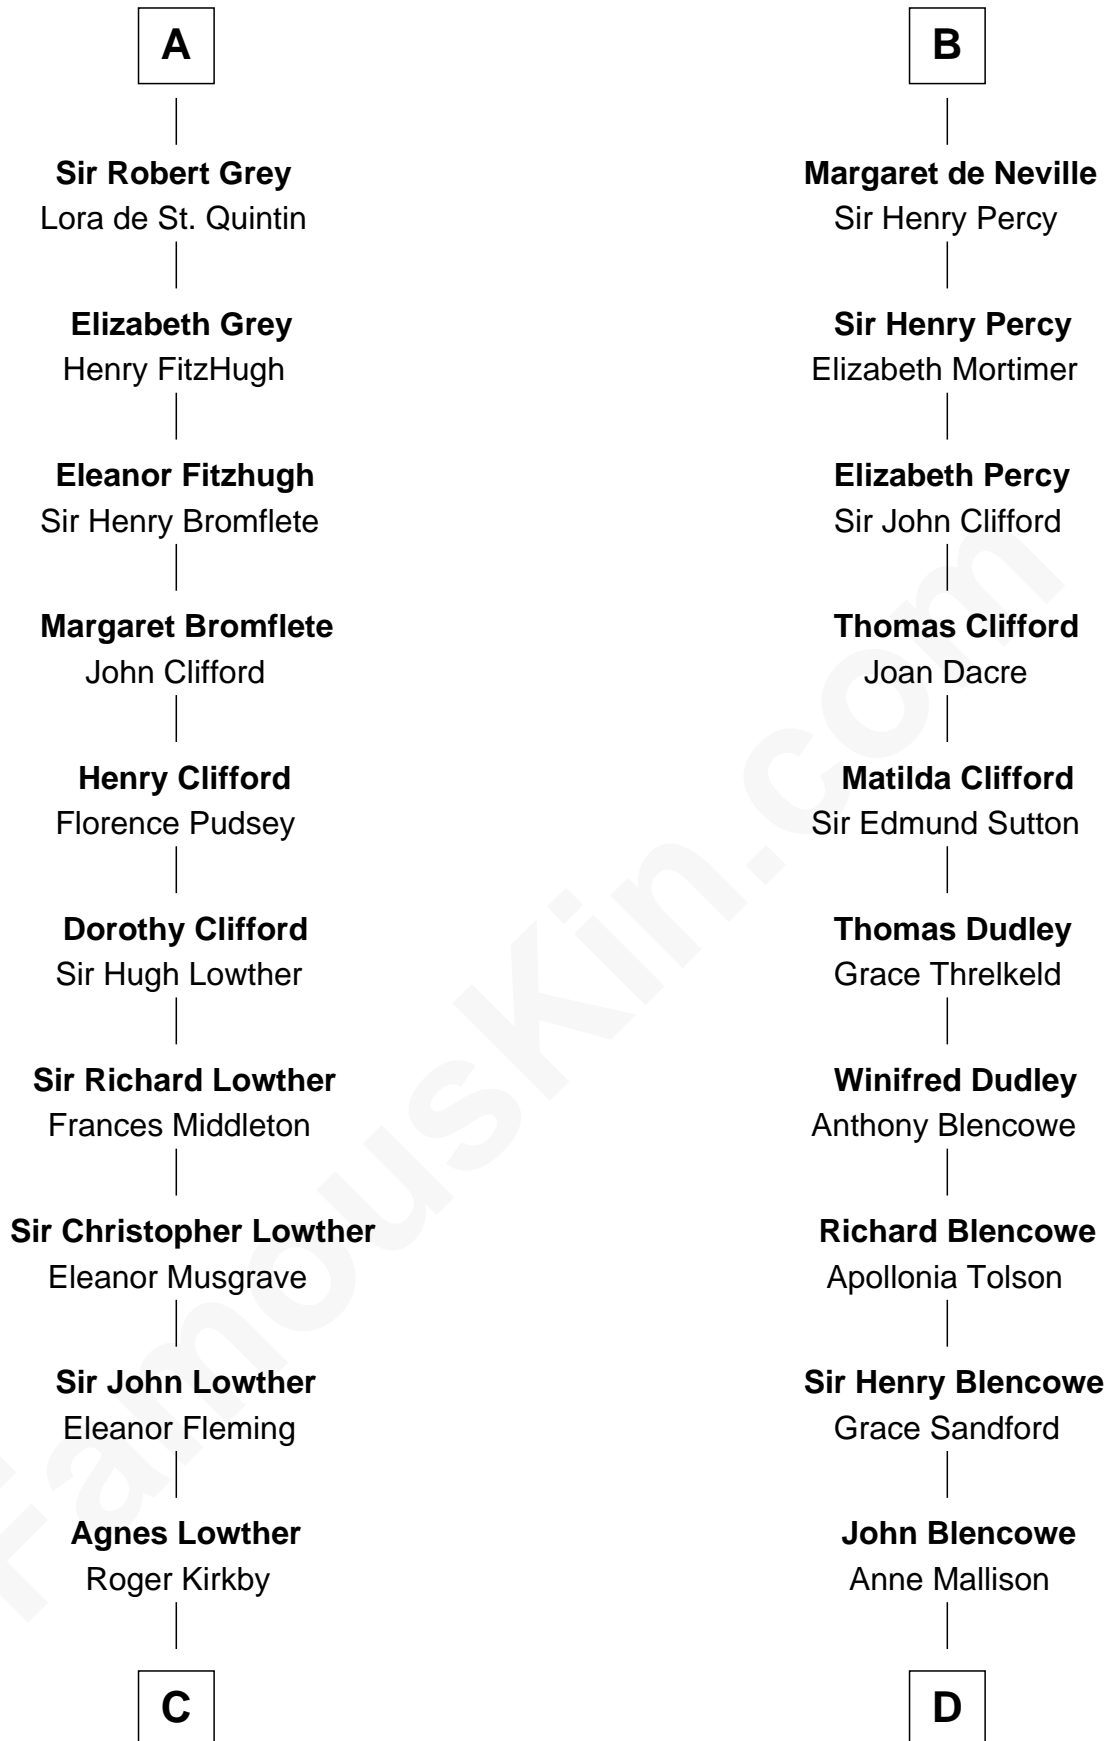 A
Sir Robert Grey
Lora de St. Quintin
Elizabeth Grey
Henry FitzHugh
Eleanor Fitzhugh
Sir Henry Bromflete
Margaret Bromflete
John Clifford
Henry Clifford
Florence Pudsey
Dorothy Clifford
Sir Hugh Lowther
Sir Richard Lowther
Frances Middleton
Sir Christopher Lowther
Eleanor Musgrave
Sir John Lowther
Eleanor Fleming
Agnes Lowther
Roger Kirkby
C
B
Margaret de Neville
Sir Henry Percy
Sir Henry Percy
Elizabeth Mortimer
Elizabeth Percy
Sir John Clifford
Thomas Clifford
Joan Dacre
Matilda Clifford
Sir Edmund Sutton
Thomas Dudley
Grace Threlkeld
Winifred Dudley
Anthony Blencowe
Richard Blencowe
Apollonia Tolson
Sir Henry Blencowe
Grace Sandford
John Blencowe
Anne Mallison
D
FamousKin.com